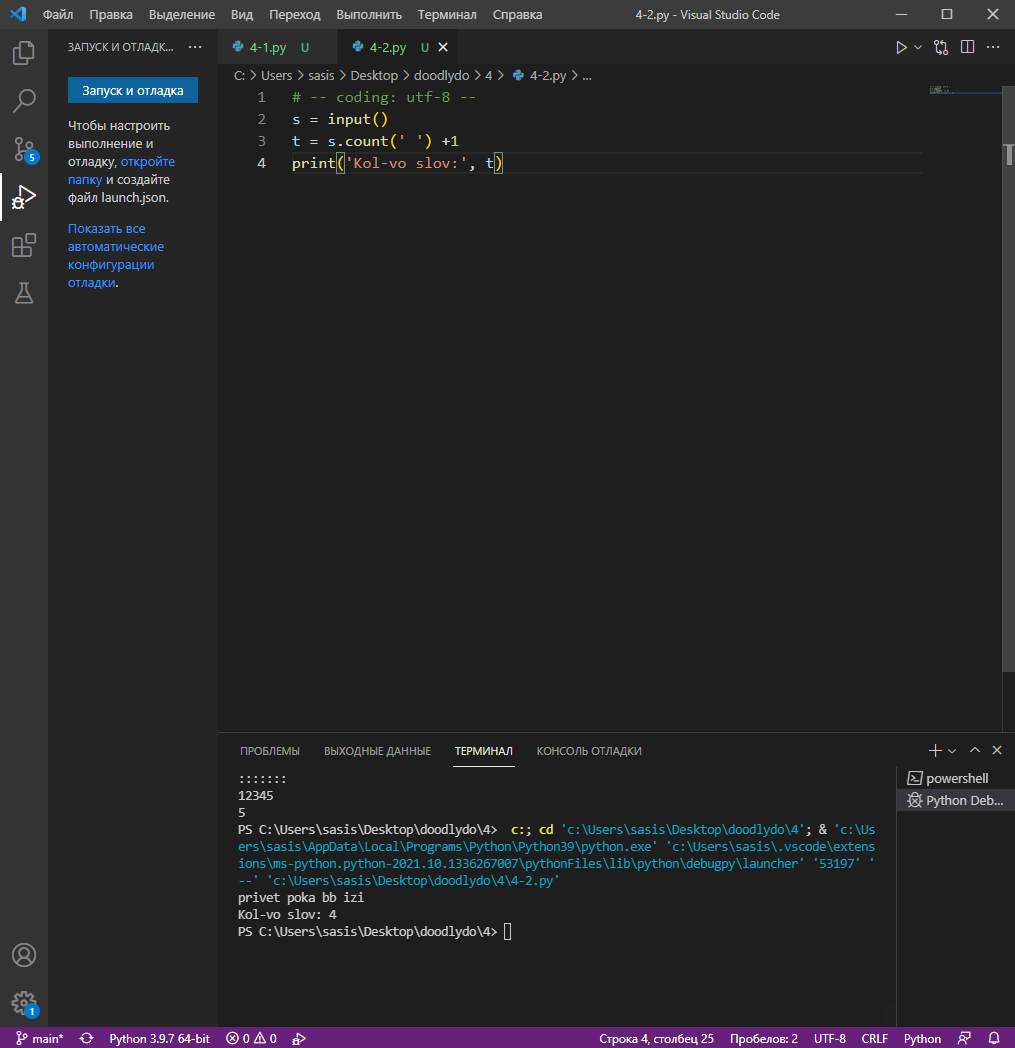 Файл Правка Выделение Вид Переход Выполнить Терминал Справка 4-2.py - Visual Studio Code
ЗАПУСК И ОТЛАДК... ···
4-1.py U 4-2.py U
C: > Users > sasis > Desktop > doodlydo > 4 > 4-2.py > ...
Запуск и отладка
Чтобы настроить
выполнение и
отладку, откройте
папку и создайте
файл launch.json.
Показать все
автоматические
конфигурации
отладки.
5
1 # -- coding: utf-8 --
2 s = input()
3 t = s.count(' ') +1
4 print('Kol-vo slov:', t)
ПРОБЛЕМЫ ВЫХОДНЫЕ ДАННЫЕ ТЕРМИНАЛ КОНСОЛЬ ОТЛАДКИ
:::::::
12345
5
PS C:\Users\sasis\Desktop\doodlydo\4> c:; cd 'c:\Users\sasis\Desktop\doodlydo\4'; & 'c:\Us
ers\sasis\AppData\Local\Programs\Python\Python39\python.exe' 'c:\Users\sasis\.vscode\extens
ions\ms-python.python-2021.10.1336267007\pythonFiles\lib\python\debugpy\launcher' '53197' '
--' 'c:\Users\sasis\Desktop\doodlydo\4\4-2.py'
privet poka bb izi
Kol-vo slov: 4
PS C:\Users\sasis\Desktop\doodlydo\4>
powershell
Python Deb...
1
main* Python 3.9.7 64-bit 0 0 Строка 4, столбец 25 Пробелов: 2 UTF-8 CRLF Python